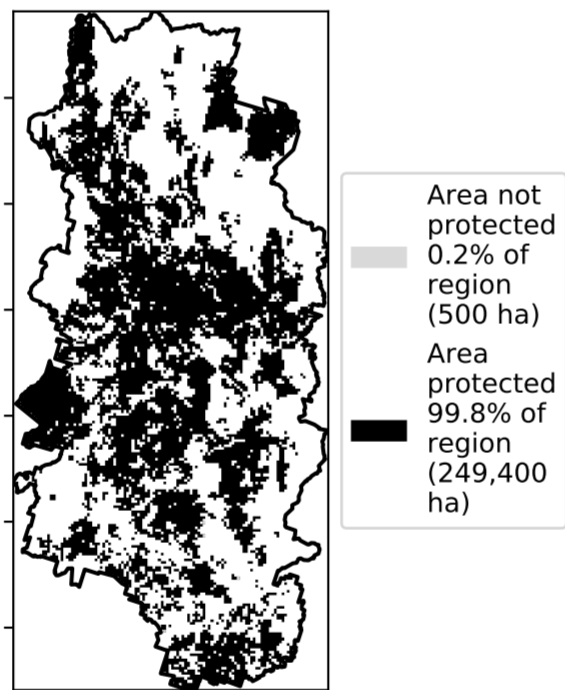 Area not
protected
0.2% of
region
(500 ha)
Area
protected
99.8% of
region
(249,400
ha)